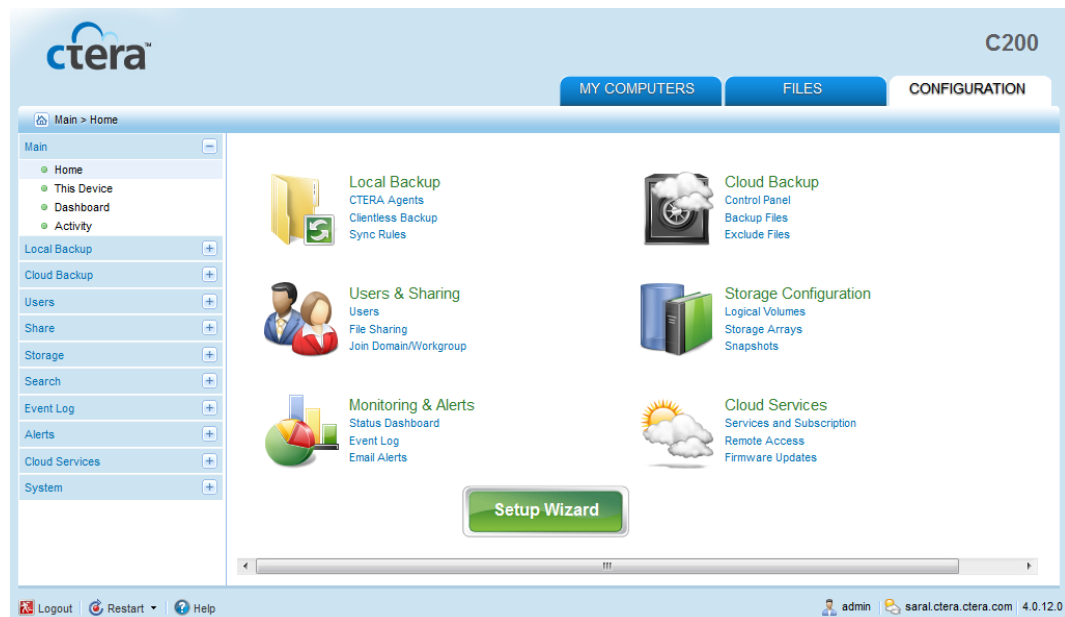 ctera™
C200
MY COMPUTERS
FILES
CONFIGURATION
Main > Home
Main
Home
This Device
Dashboard
Activity
Local Backup
Cloud Backup
Users
Share
Storage
Search
Event Log
Alerts
Cloud Services
System
Local Backup
CTERA Agents
Clientless Backup
Sync Rules
Cloud Backup
Control Panel
Backup Files
Exclude Files
Users & Sharing
Users
File Sharing
Join Domain/Workgroup
Storage Configuration
Logical Volumes
Storage Arrays
Snapshots
Monitoring & Alerts
Status Dashboard
Event Log
Email Alerts
Cloud Services
Services and Subscription
Remote Access
Firmware Updates
Setup Wizard
Logout
Restart
Help
admin
saral.ctera.ctera.com
4.0.12.0